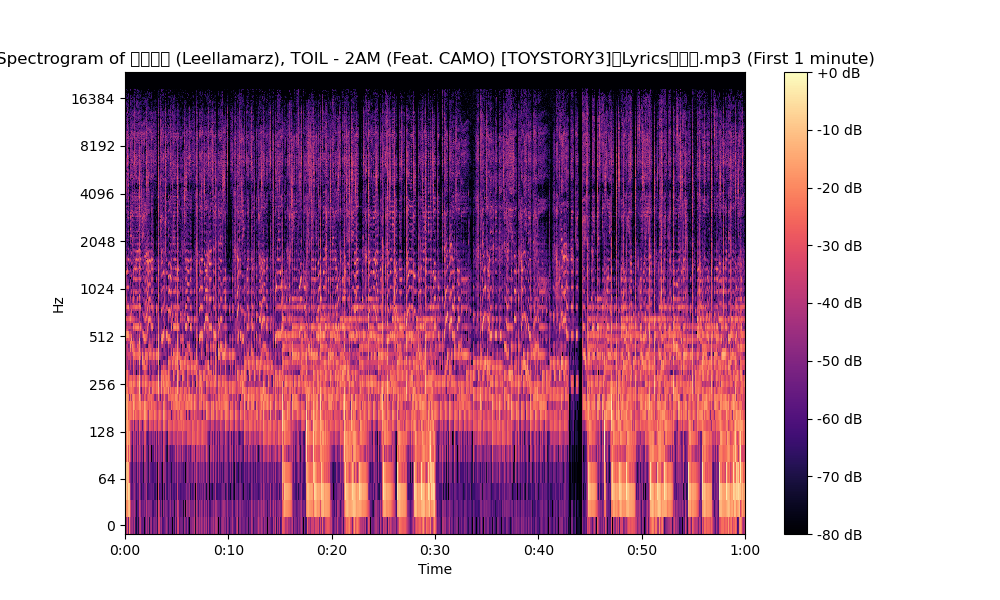 Spectrogram of □□□□ (Leellamarz), TOIL - 2AM (Feat. CAMO) [TOYSTORY3]□Lyrics□□□.mp3 (First 1 minute)
16384
8192
4096
2048
1024
512
256
128
64
0
Hz
0:00 0:10 0:20 0:30 0:40 0:50 1:00
Time
+0 dB
-10 dB
-20 dB
-30 dB
-40 dB
-50 dB
-60 dB
-70 dB
-80 dB